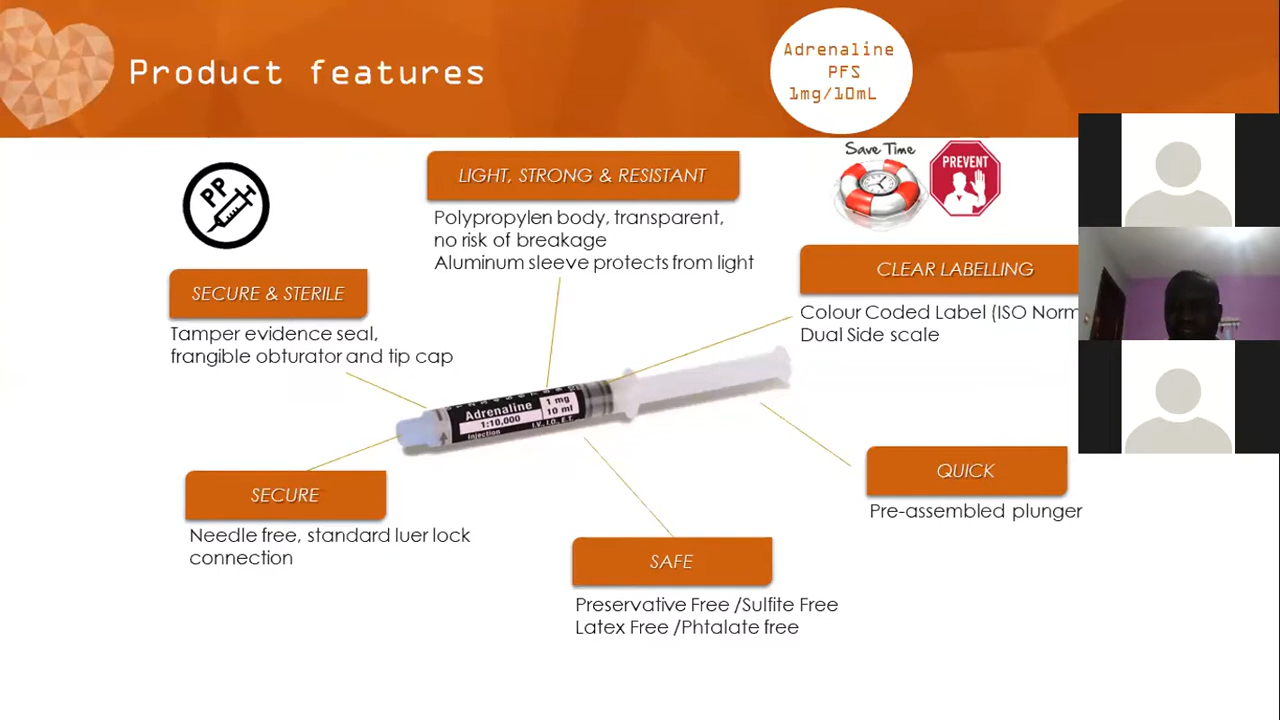 Product features
Adrenaline
PFS
1mg/10mL
PP
LIGHT, STRONG & RESISTANT
Polypropylen body, transparent,
no risk of breakage
Aluminum sleeve protects from light
Save Time
PREVENT
SECURE & STERILE
Tamper evidence seal,
frangible obturator and tip cap
CLEAR LABELLING
Colour Coded Label (ISO Norm
Dual Side scale
Adrenaline
1 mg
10 ml
1:10,000
Injection
I.V, I.O, E.T.
SECURE
Needle free, standard luer lock
connection
QUICK
Pre-assembled plunger
SAFE
Preservative Free /Sulfite Free
Latex Free /Phtalate free